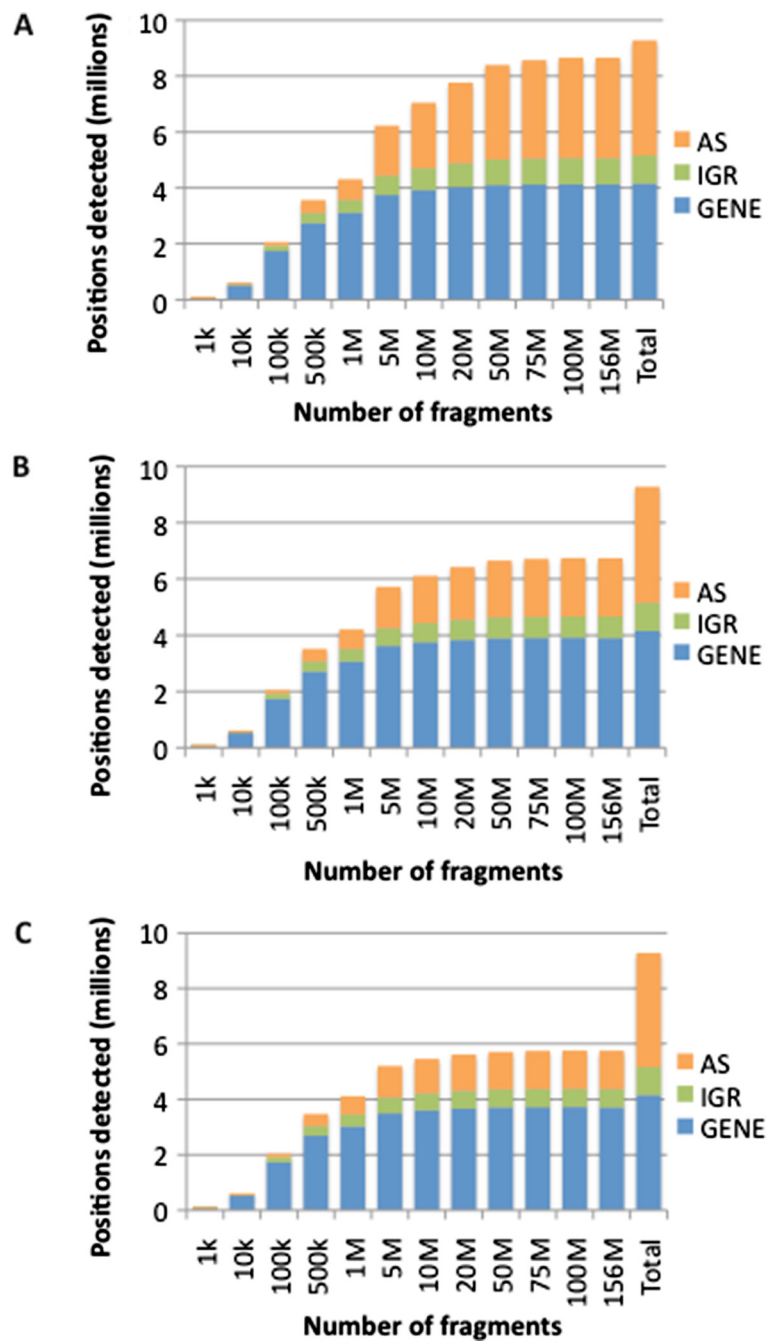 A
Positions detected (millions)
10
8
6
4
2
0
AS
IGR
GENE
1k
10k
100k
500k
1M
5M
10M
20M
50M
75M
100M
156M
Total
Number of fragments
B
Positions detected (millions)
10
8
6
4
2
0
AS
IGR
GENE
1k
10k
100k
500k
1M
5M
10M
20M
50M
75M
100M
156M
Total
Number of fragments
C
Positions detected (millions)
10
8
6
4
2
0
AS
IGR
GENE
1k
10k
100k
500k
1M
5M
10M
20M
50M
75M
100M
156M
Total
Number of fragments